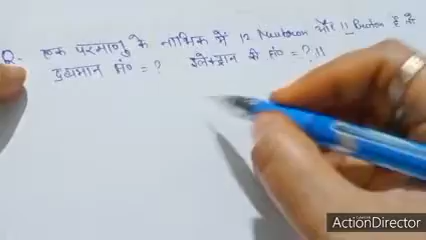 Q. एक परमाणु के नाभिक में 12 Neutron और 11 Proton हैं तो
द्रव्यमान सं० = ? इलेक्ट्रान की सं० = ? 11
ActionDirector